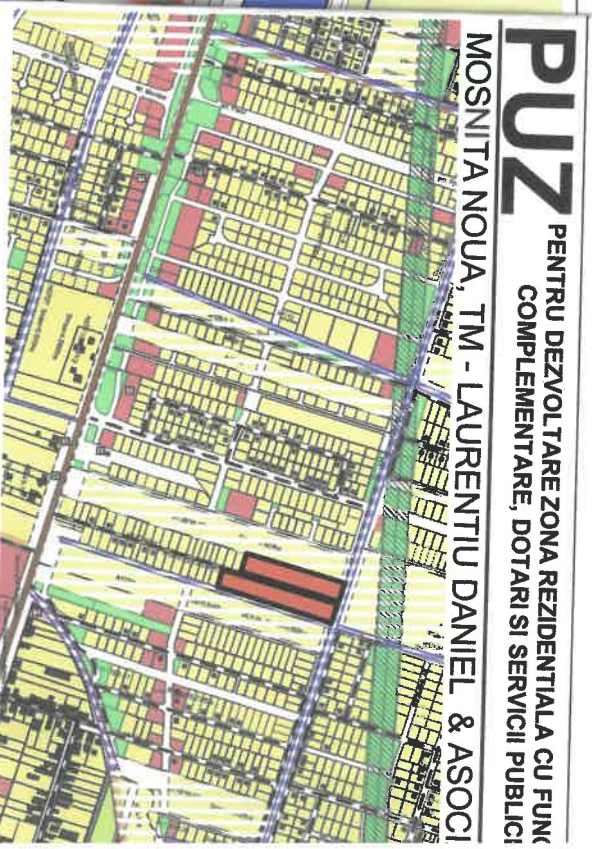 PUZ
PENTRU DEZVOLTARE ZONA REZIDENTIALA CU FUNC
COMPLEMENTARE, DOTARI SI SERVICII PUBLICE
MOSNITA NOUA, TM - LAURENTIU DANIEL & ASOCI